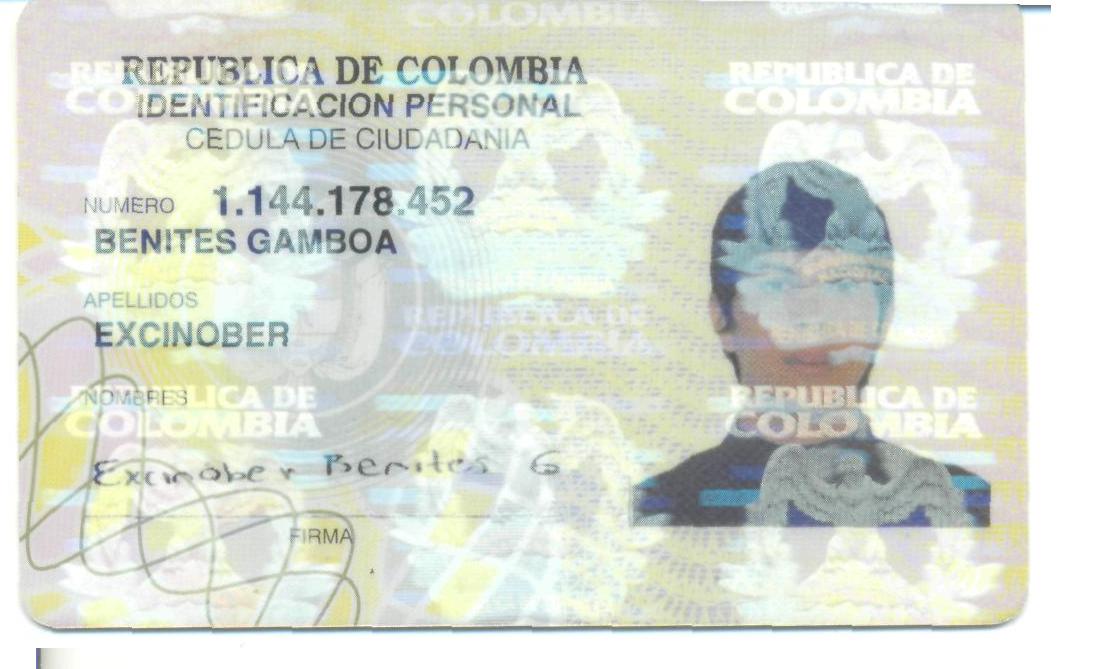 COLOMBIA
REPUBLICA DE COLOMBIA
IDENTIFICACION PERSONAL
CEDULA DE CIUDADANIA
REPUBLICA DE
COLOMBIA
NUMERO 1.144.178.452
BENITES GAMBOA
APELLIDOS
EXCINOBER
REPUBLICA DE
COLOMBIA
NOMBRES
REPUBLICA DE
COLOMBIA
REPUBLICA DE
COLOMBIA
Excinober Benites G
FIRMA